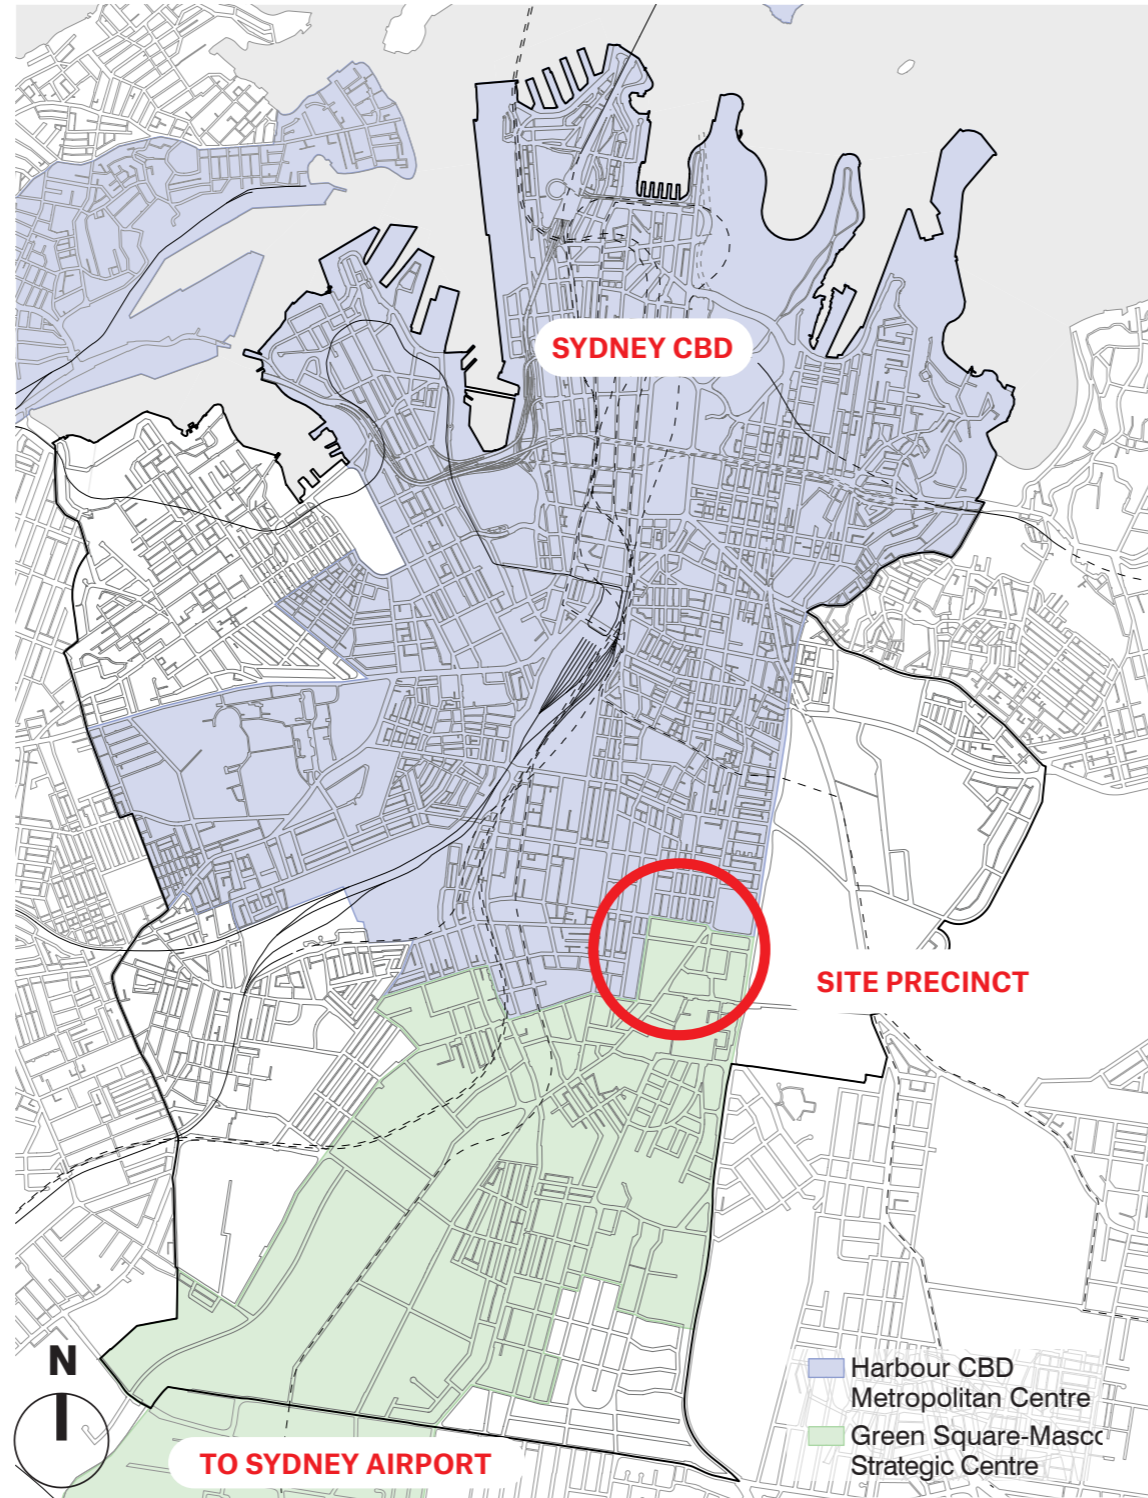 SYDNEY CBD
SITE PRECINCT
N
Harbour CBD
Metropolitan Centre
Green Square-Masc
Strategic Centre
TO SYDNEY AIRPORT